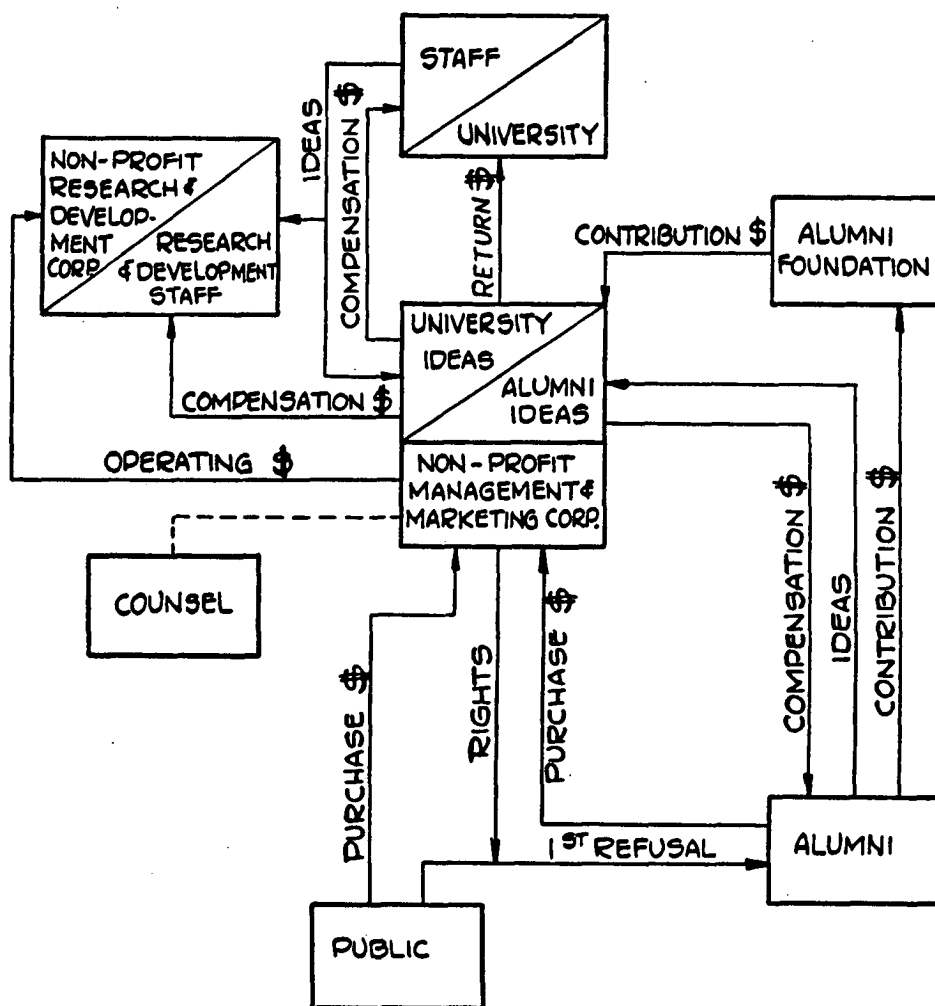 STAFF
UNIVERSITY
IDEAS
COMPENSATION $
RETURN $
NON-PROFIT
RESEARCH &
DEVELOP-
MENT
CORP.
RESEARCH
& DEVELOPMENT
STAFF
CONTRIBUTION $
ALUMNI
FOUNDATION
UNIVERSITY
IDEAS
ALUMNI
IDEAS
COMPENSATION $
OPERATING $
NON-PROFIT
MANAGEMENT &
MARKETING CORP.
COUNSEL
PURCHASE $
RIGHTS
PURCHASE $
COMPENSATION $
IDEAS
CONTRIBUTION $
1ST REFUSAL
ALUMNI
PUBLIC